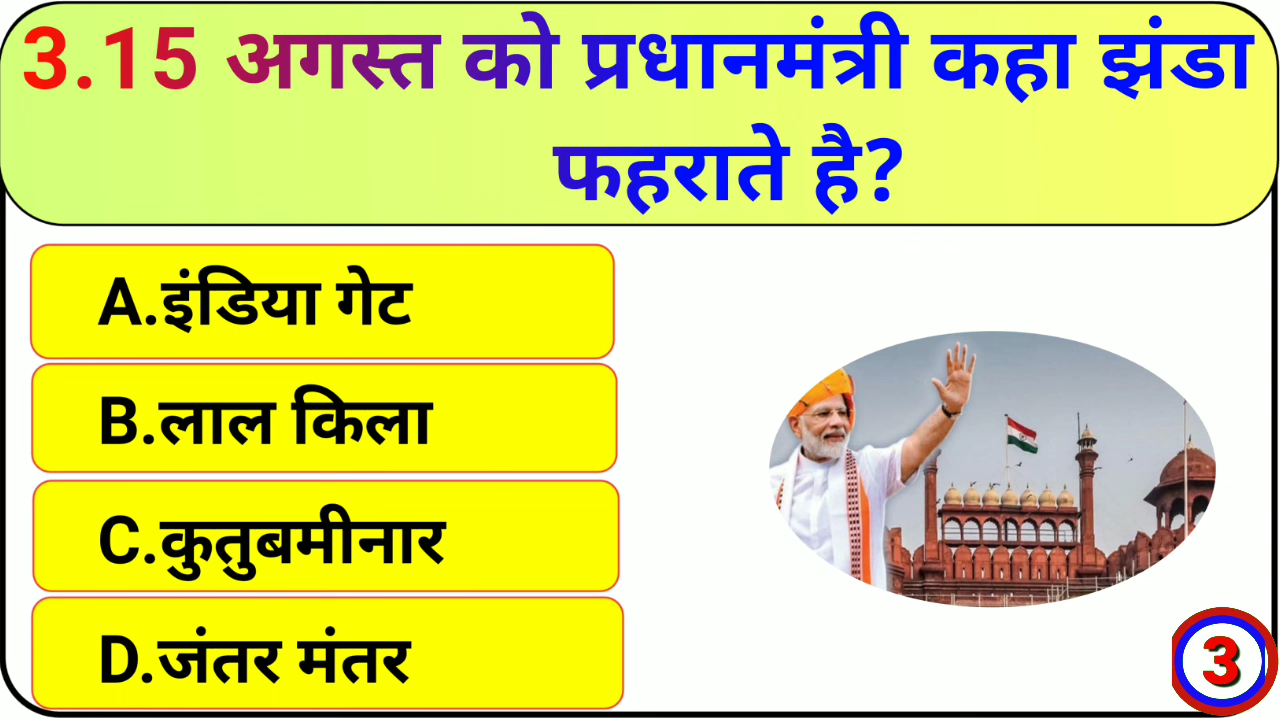 3.15 अगस्त को प्रधानमंत्री कहा झंडा
फहराते है?
A.इंडिया गेट
B.लाल किला
C.कुतुबमीनार
D.जंतर मंतर
3